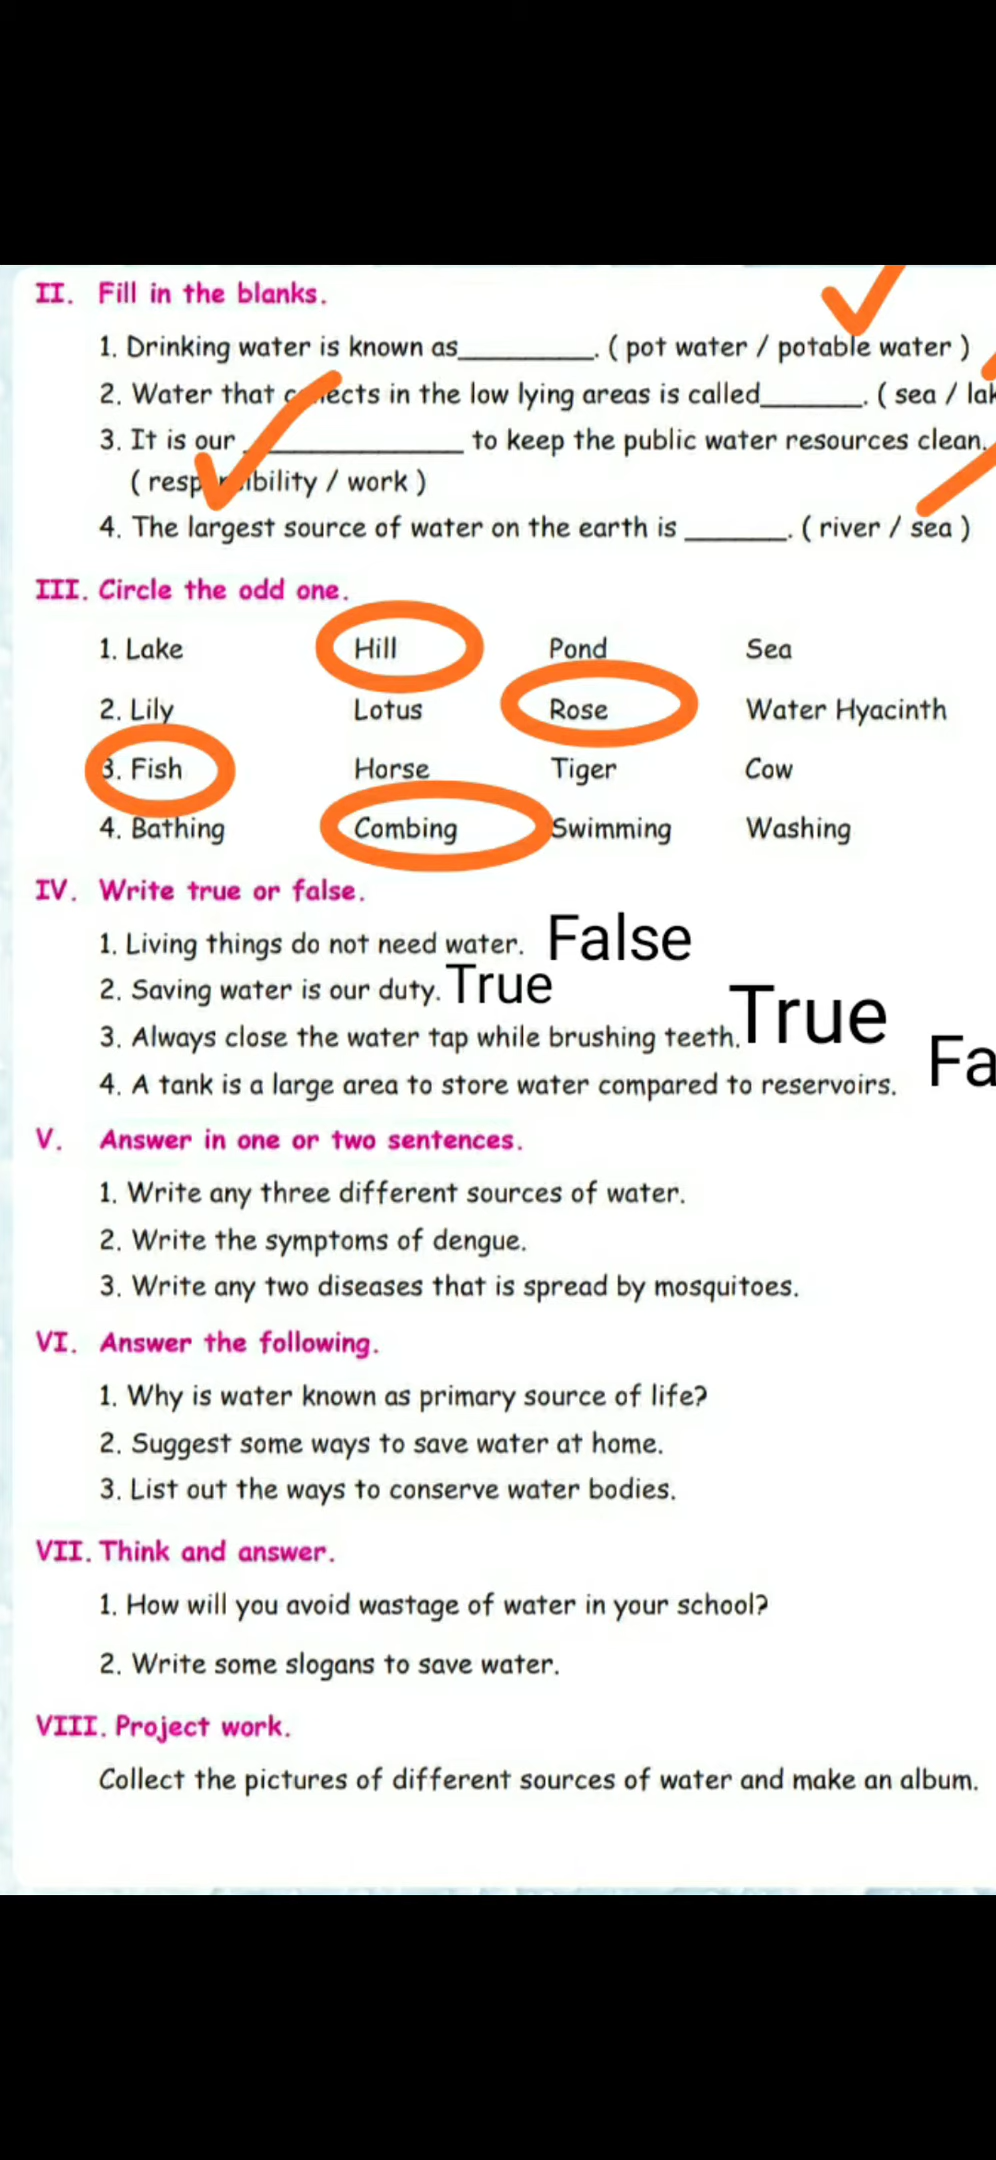 II. Fill in the blanks.
1. Drinking water is known as__________. ( pot water / potable water )
2. Water that in the low lying areas is called_______. ( sea /
3. It is our ______________ to keep the public water resources clean.
( / work )
4. The largest source of water on the earth is _______. ( river / sea )
III. Circle the odd one.
1. Lake Hill Pond Sea
2. Lily Lotus Rose Water Hyacinth
3. Fish Horse Tiger Cow
4. Bathing Combing Swimming Washing
IV. Write true or false.
1. Living things do not need water. False
2. Saving water is our duty. True
3. Always close the water tap while brushing teeth. True
4. A tank is a large area to store water compared to reservoirs. Fa
V. Answer in one or two sentences.
1. Write any three different sources of water.
2. Write the symptoms of dengue.
3. Write any two diseases that is spread by mosquitoes.
VI. Answer the following.
1. Why is water known as primary source of life?
2. Suggest some ways to save water at home.
3. List out the ways to conserve water bodies.
VII. Think and answer.
1. How will you avoid wastage of water in your school?
2. Write some slogans to save water.
VIII. Project work.
Collect the pictures of different sources of water and make an album.